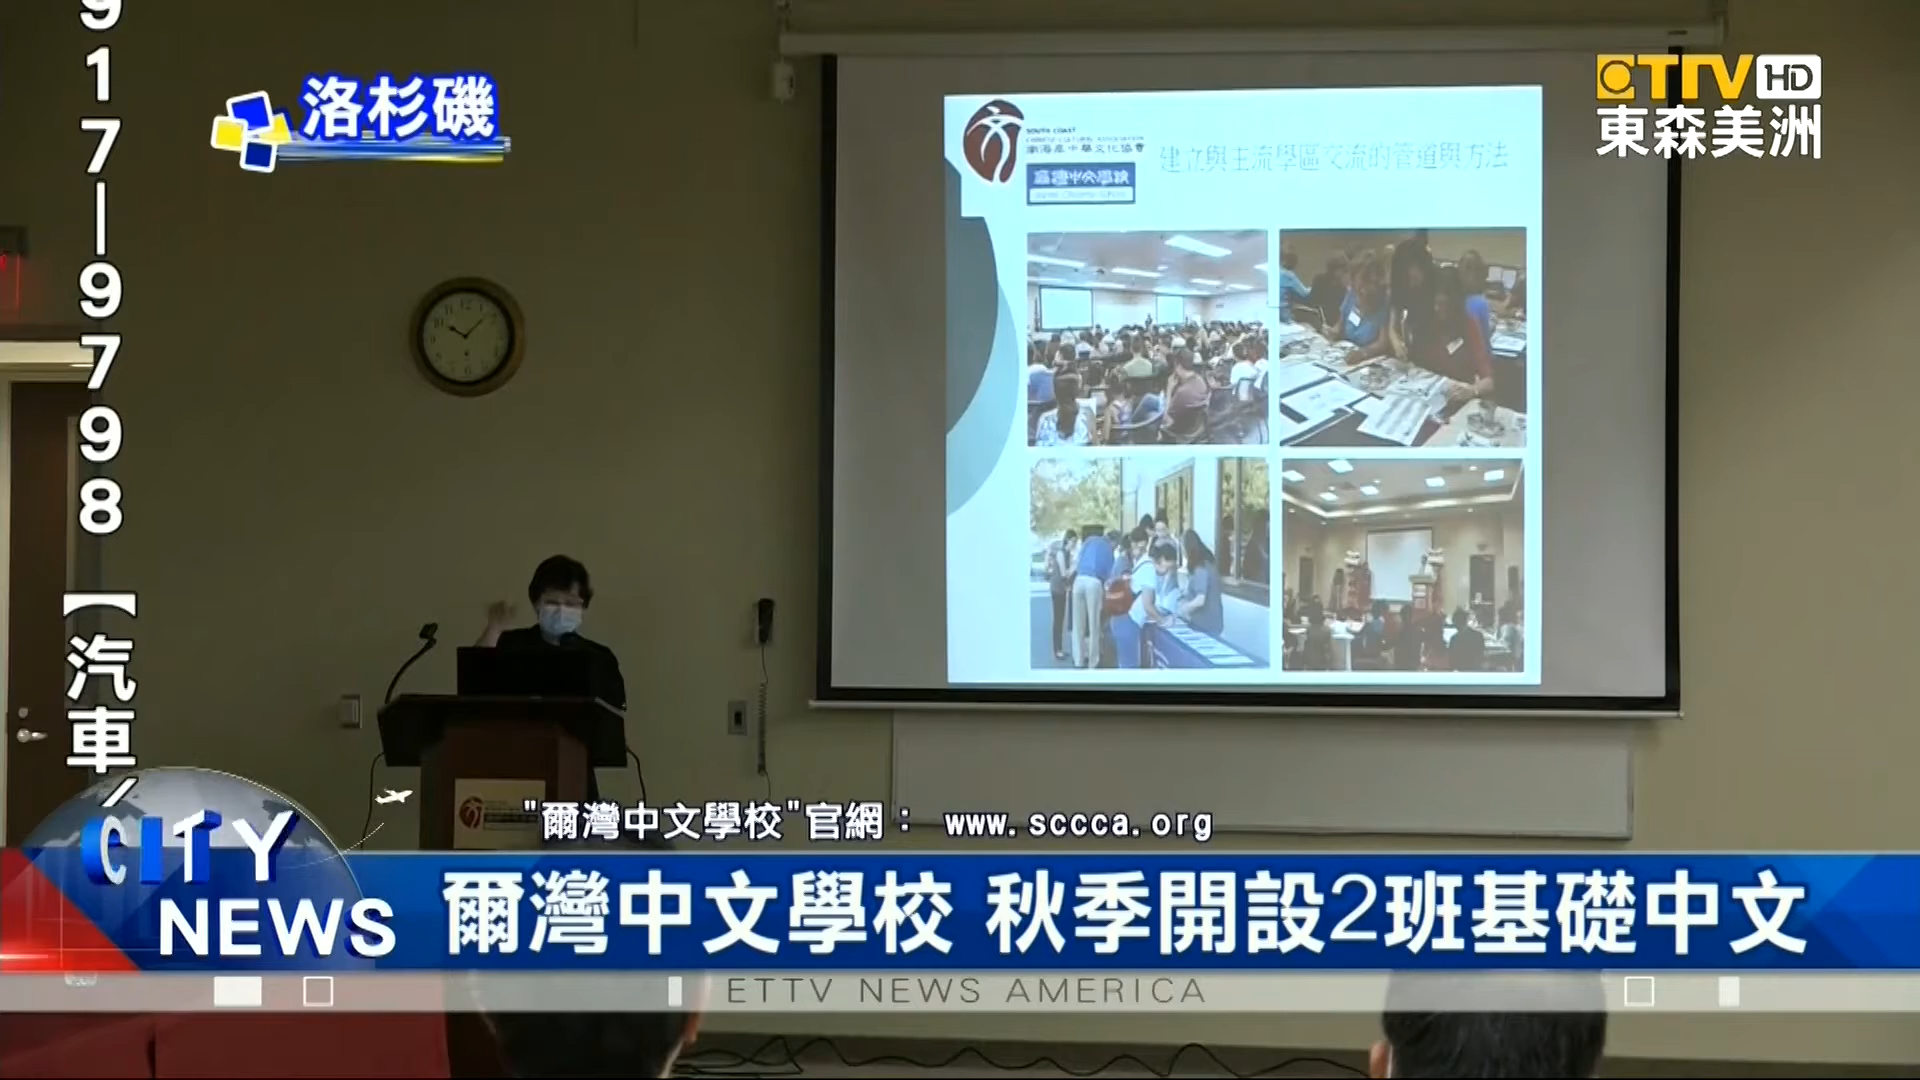 917-9798【汽車/
洛杉磯
ETTV HD
東森美洲
SOUTH COAST
CHINESE CULTURAL ASSOCIATION
南海岸中華文化協會
爾灣中文學校
建立與主流學區交流的管道與方法
"爾灣中文學校"官網： www.sccca.org
CITY
NEWS
爾灣中文學校 秋季開設2班基礎中文
ETTV NEWS AMERICA